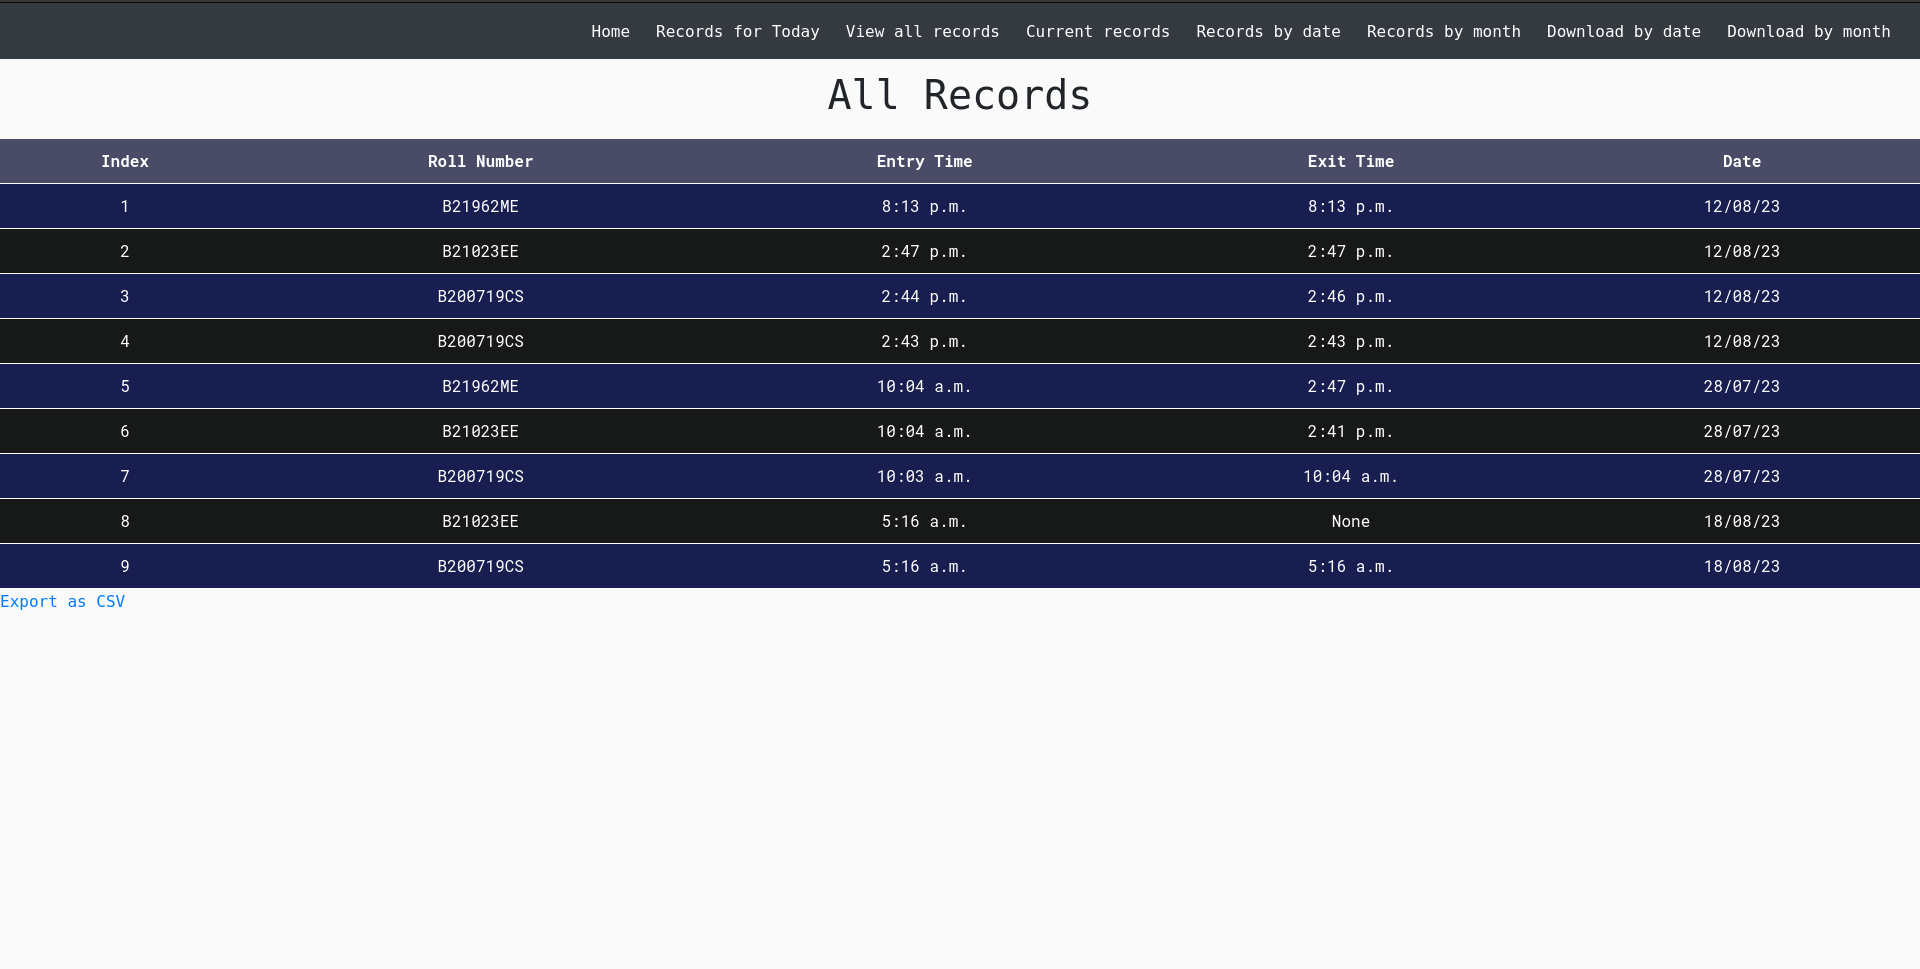 Home Records for Today View all records Current records Records by date Records by month Download by date Download by month
All Records
Index Roll Number Entry Time Exit Time Date
1 B21962ME 8:13 p.m. 8:13 p.m. 12/08/23
2 B21023EE 2:47 p.m. 2:47 p.m. 12/08/23
3 B200719CS 2:44 p.m. 2:46 p.m. 12/08/23
4 B200719CS 2:43 p.m. 2:43 p.m. 12/08/23
5 B21962ME 10:04 a.m. 2:47 p.m. 28/07/23
6 B21023EE 10:04 a.m. 2:41 p.m. 28/07/23
7 B200719CS 10:03 a.m. 10:04 a.m. 28/07/23
8 B21023EE 5:16 a.m. None 18/08/23
9 B200719CS 5:16 a.m. 5:16 a.m. 18/08/23
Export as CSV